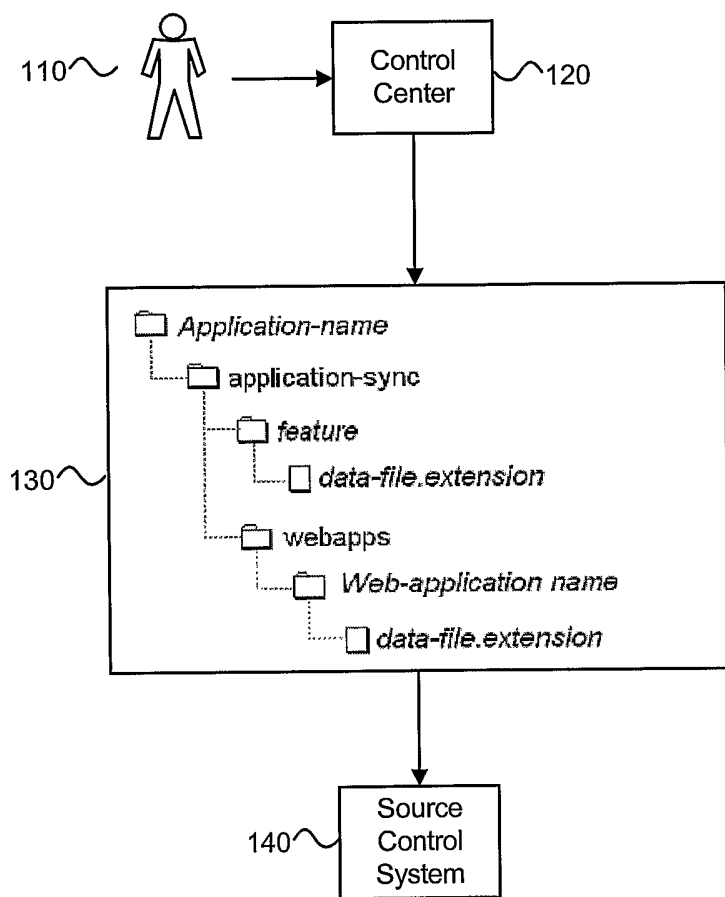 110
Control
Center
120
Application-name
application-sync
feature
data-file.extension
130
webapps
Web-application name
data-file.extension
140
Source
Control
System